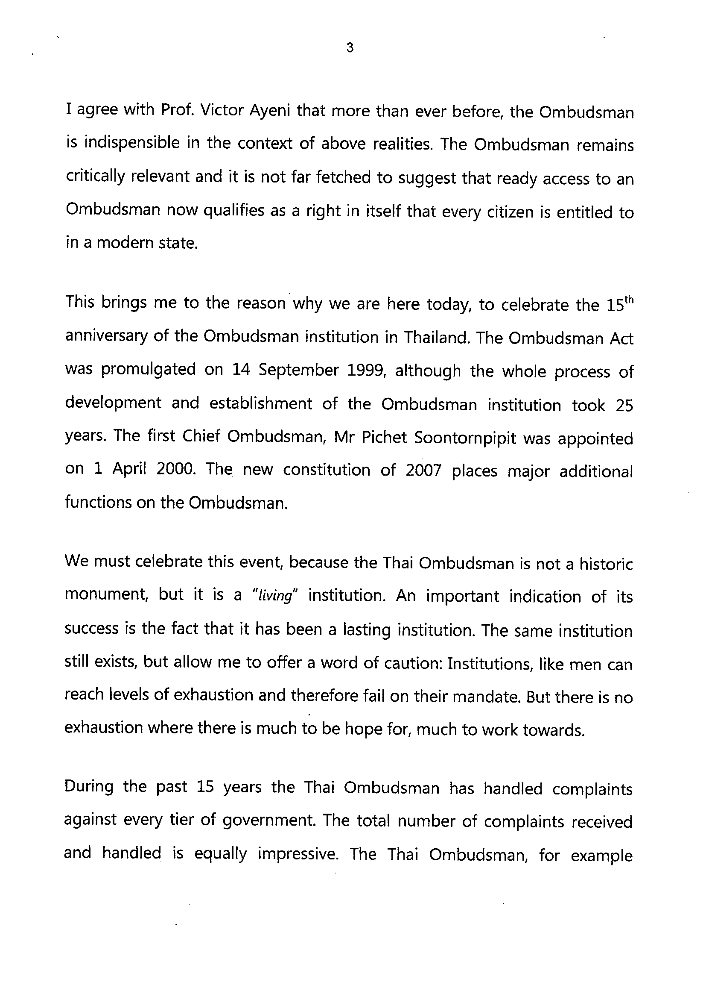 3
I agree with Prof. Victor Ayeni that more than ever before, the Ombudsman
is indispensible in the context of above realities. The Ombudsman remains
critically relevant and it is not far fetched to suggest that ready access to an
Ombudsman now qualifies as a right in itself that every citizen is entitled to
in a modern state.
This brings me to the reason why we are here today, to celebrate the 15th
anniversary of the Ombudsman institution in Thailand. The Ombudsman Act
was promulgated on 14 September 1999, although the whole process of
development and establishment of the Ombudsman institution took 25
years. The first Chief Ombudsman, Mr Pichet Soontornpipit was appointed
on 1 April 2000. The new constitution of 2007 places major additional
functions on the Ombudsman.
We must celebrate this event, because the Thai Ombudsman is not a historic
monument, but it is a "living" institution. An important indication of its
success is the fact that it has been a lasting institution. The same institution
still exists, but allow me to offer a word of caution: Institutions, like men can
reach levels of exhaustion and therefore fail on their mandate. But there is no
exhaustion where there is much to be hope for, much to work towards.
During the past 15 years the Thai Ombudsman has handled complaints
against every tier of government. The total number of complaints received
and handled is equally impressive. The Thai Ombudsman, for example